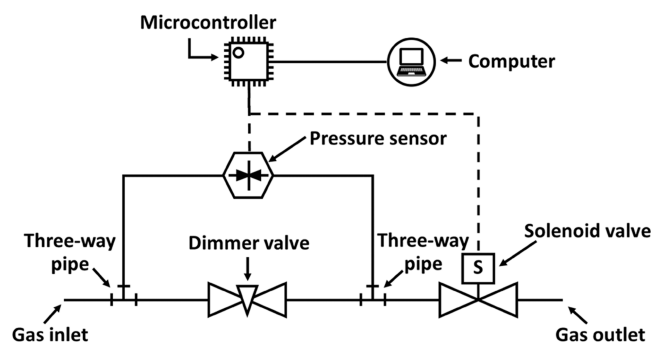 Microcontroller
Computer
Pressure sensor
Three-way
pipe
Dimmer valve
Three-way
pipe
Solenoid valve
S
Gas inlet
Gas outlet